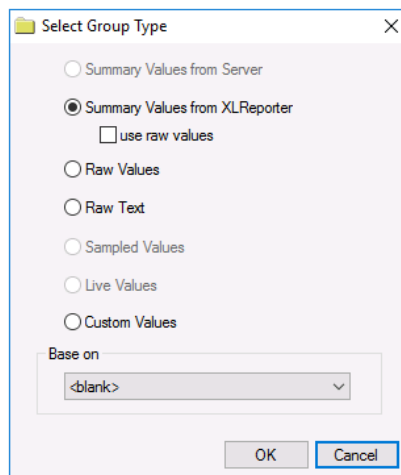 Select Group Type
Summary Values from Server
Summary Values from XLReporter
use raw values
Raw Values
Raw Text
Sampled Values
Live Values
Custom Values
Base on
<blank>
OK Cancel